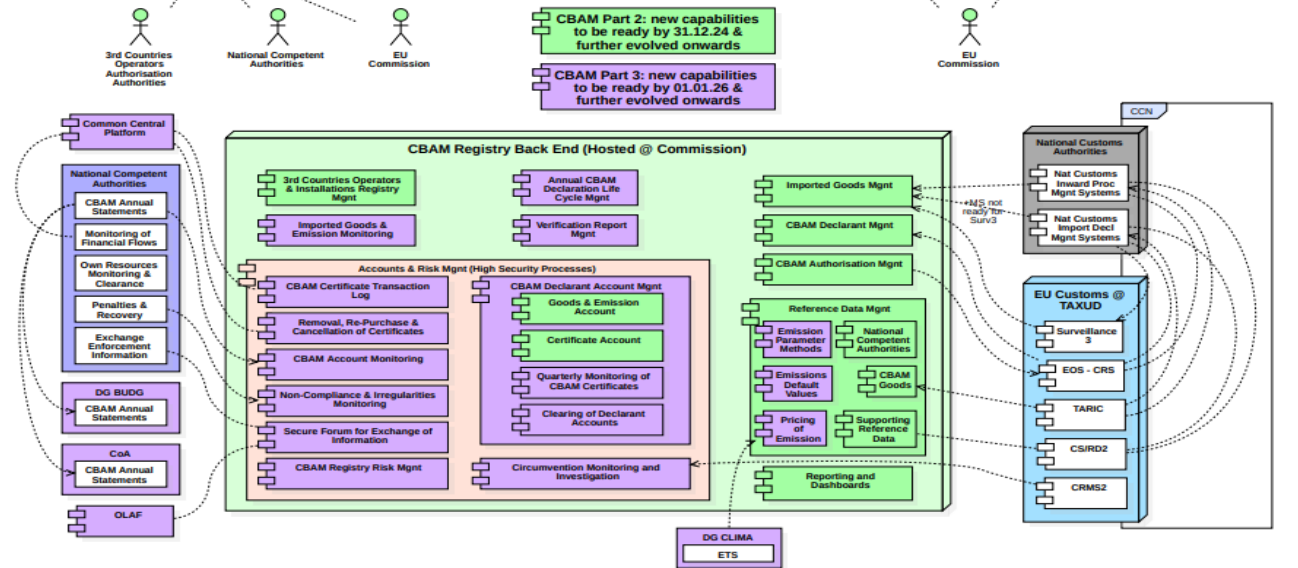 3rd Countries
Operators
Authorisation
Authorities
National Competent
Authorities
EU
Commission
CBAM Part 2: new capabilities
to be ready by 31.12.24 &
further evolved onwards
CBAM Part 3: new capabilities
to be ready by 01.01.26 &
further evolved onwards
EU
Commission
Common Central
Platform
National Competent
Authorities
CBAM Annual
Statements
Monitoring of
Financial Flows
Own Resources
Monitoring &
Clearance
Penalties &
Recovery
Exchange
Enforcement
Information
DG BUDG
CBAM Annual
Statements
CoA
CBAM Annual
Statements
OLAF
CBAM Registry Back End (Hosted @ Commission)
3rd Countries Operators
& Installations Registry
Mgnt
Annual CBAM
Declaration Life
Cycle Mgnt
Imported Goods Mgnt
Imported Goods &
Emission Monitoring
Verification Report
Mgnt
CBAM Declarant Mgnt
CBAM Authorisation Mgnt
Accounts & Risk Mgnt (High Security Processes)
CBAM Certificate Transaction
Log
Removal, Re-Purchase &
Cancellation of Certificates
CBAM Account Monitoring
Non-Compliance & Irregularities
Monitoring
Secure Forum for Exchange of
Information
CBAM Registry Risk Mgnt
CBAM Declarant Account Mgnt
Goods & Emission
Account
Certificate Account
Quarterly Monitoring of
CBAM Certificates
Clearing of Declarant
Accounts
Circumvention Monitoring and
Investigation
Reference Data Mgnt
Emission
Parameter
Methods
National
Competent
Authorities
Emissions
Default
Values
CBAM
Goods
Pricing
of
Emission
Supporting
Reference
Data
Reporting and
Dashboards
DG CLIMA
ETS
CCN
National Customs
Authorities
Nat Customs
Inward Proc
Mgnt Systems
Nat Customs
Import Decl
Mgnt Systems
MS not
ready for
Surv3
EU Customs @
TAXUD
Surveillance
3
EOS - CRS
TARIC
CS/RD2
CRMS2